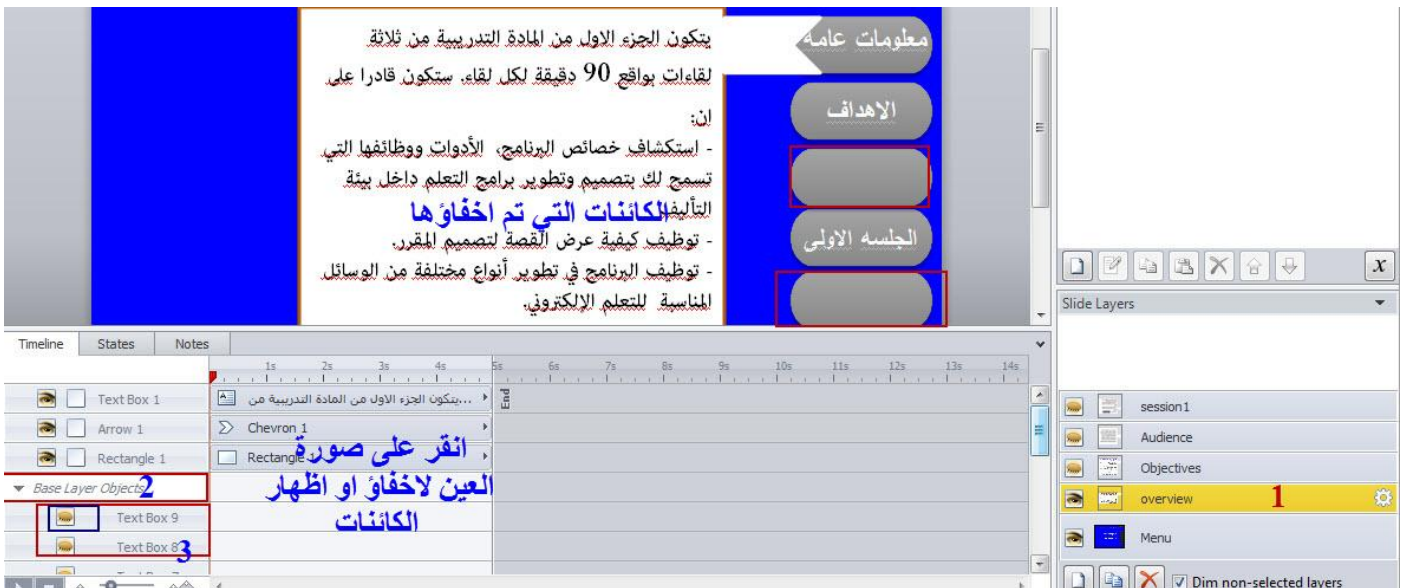 يتكون الجزء الاول من المادة التدريبية من ثلاثة
لقاءات بواقع 90 دقيقة لكل لقاء. ستكون قادرا على
ان:
- استكشاف خصائص البرنامج، الأدوات ووظائفها التي
تسمح لك بتصميم وتطوير برامج التعلم داخل بيئة
التأليف.
- توظيف كيفية عرض القصة لتصميم المقرر.
- توظيف البرنامج في تطوير أنواع مختلفة من الوسائل
المناسبة للتعلم الإلكتروني.
الكائنات التي تم اخفاؤها
معلومات عامه
الاهداف
الجلسه الاولى
x
Slide Layers
Timeline States Notes
1s 2s 3s 4s 5s 6s 7s 8s 9s 10s 11s 12s 13s 14s
Text Box 1
يتكون الجزء الاول من المادة التدريبية من...
End
Arrow 1
Chevron 1
Rectangle 1
Rectangle 1
Base Layer Objects
2
Text Box 9
Text Box 8
3
انقر على صورة
العين لاخفاؤ او اظهار
الكائنات
session1
Audience
Objectives
overview
1
Menu
Dim non-selected layers